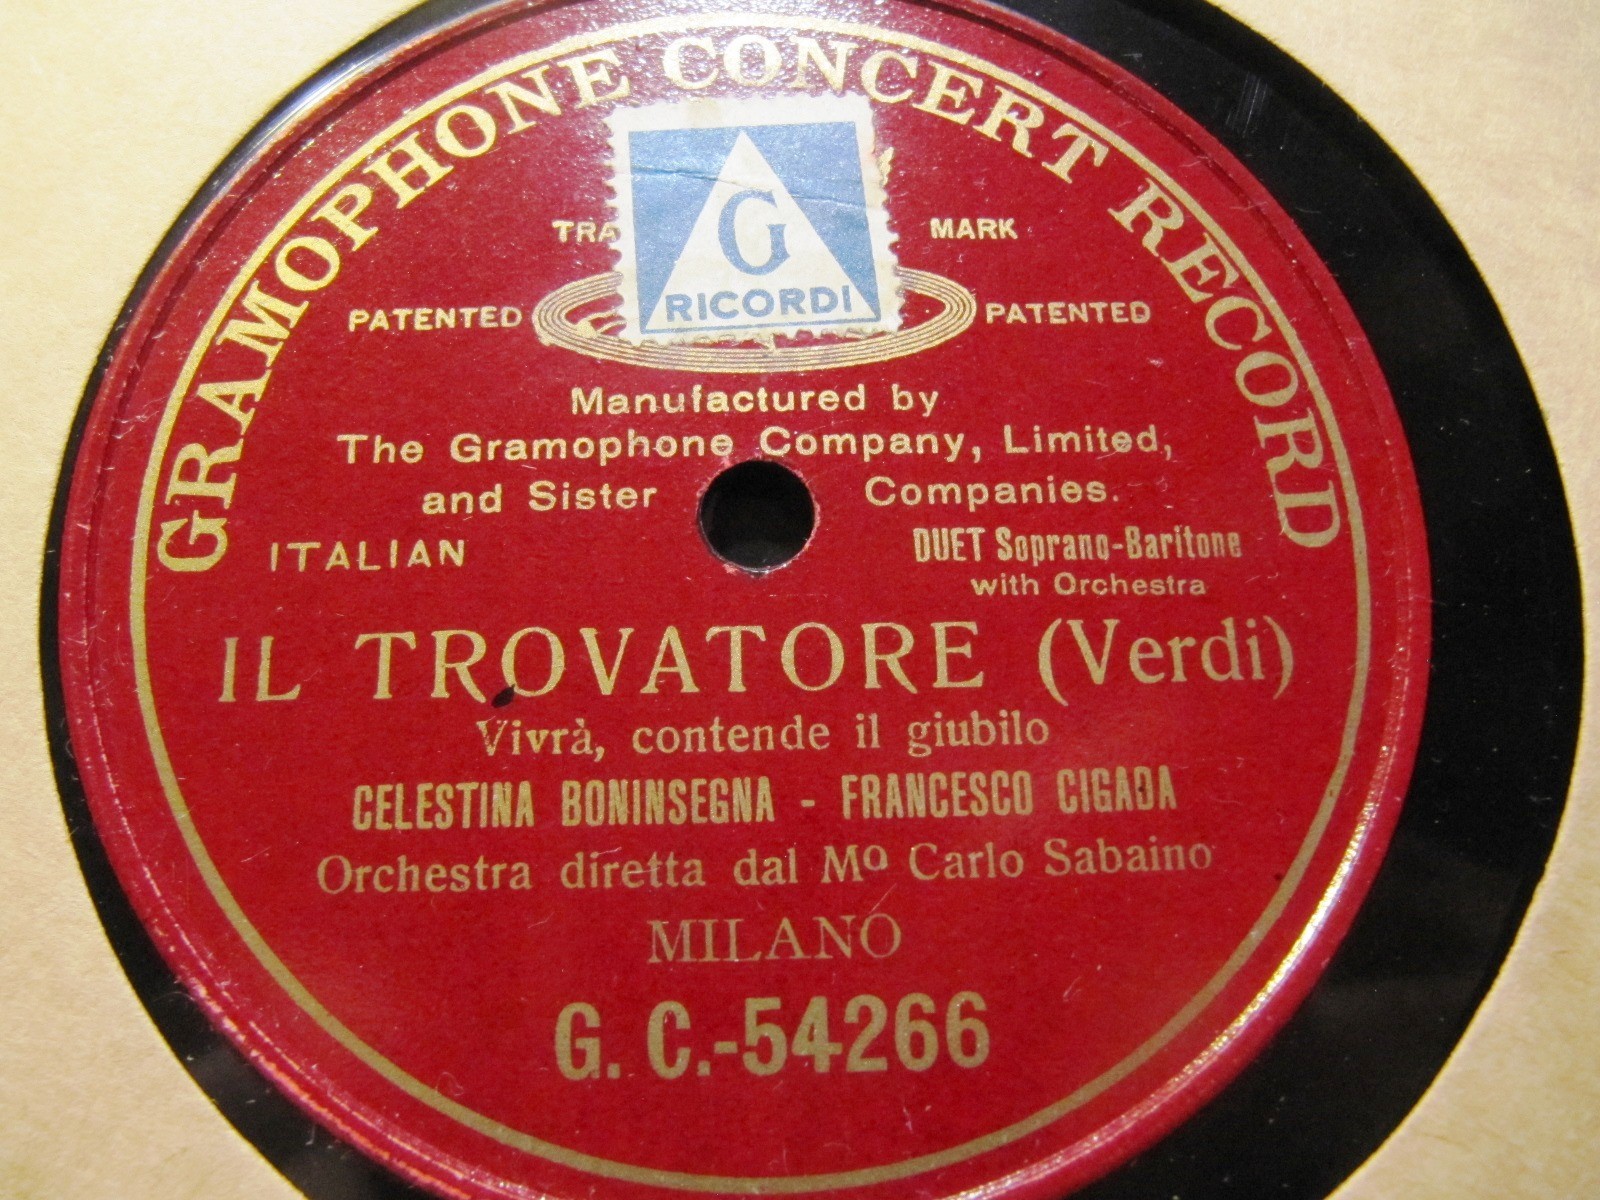 GRAMOPHONE CONCERT RECORD
G
RICORDI
MARK
PATENTED PATENTED
Manufactured by
The Gramophone Company, Limited,
and Sister Companies.
ITALIAN
DUET Soprano-Baritone
with Orchestra
IL TROVATORE (Verdi)
Vivrà, contende il giubilo
CELESTINA BONINSEGNA - FRANCESCO CIGADA
Orchestra diretta dal Mº Carlo Sabaino
MILANO
G. C.-54266